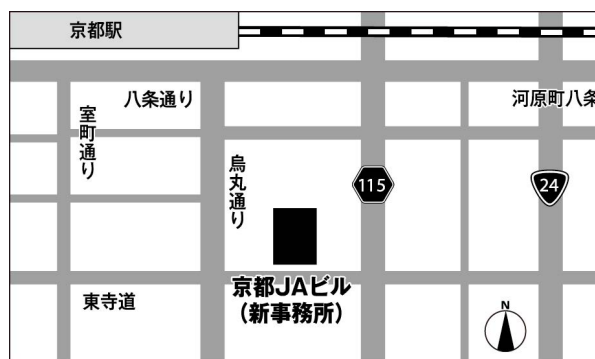 京都駅
八条通り
河原町八条
室町通り
烏丸通り
115
24
京都JAビル
(新事務所)
東寺道
N